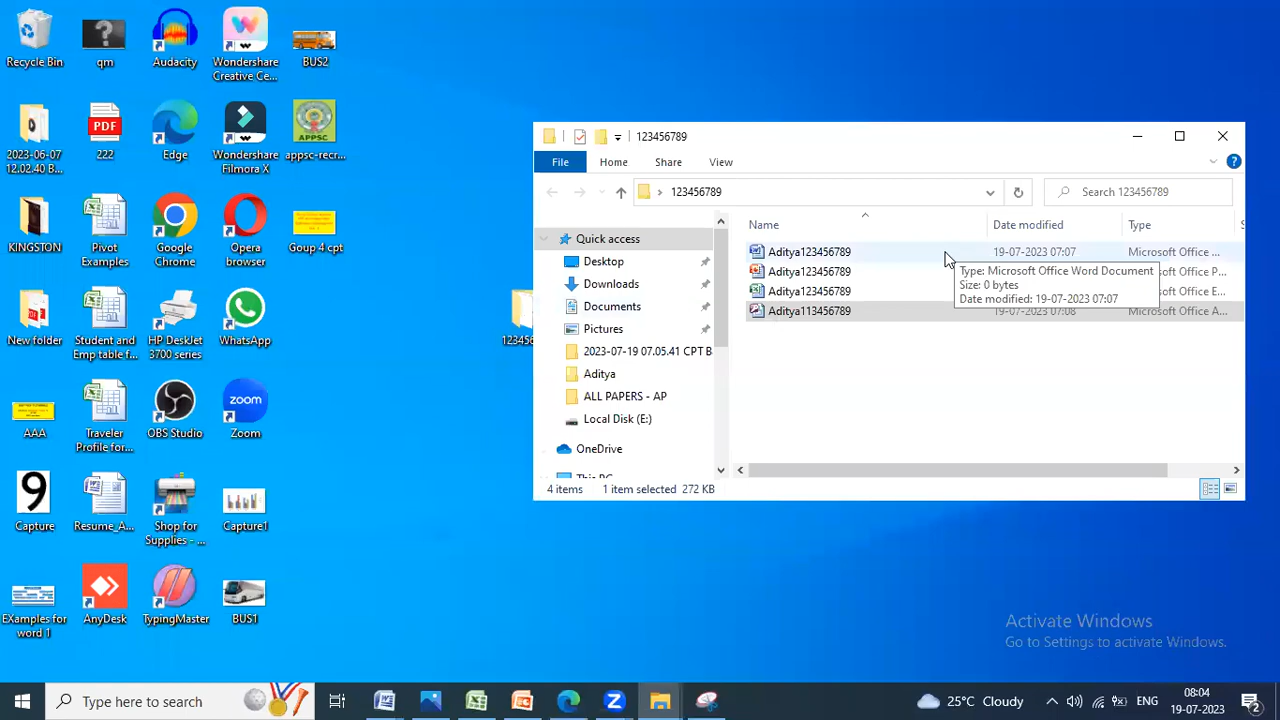 Recycle Bin
qm
Audacity
Wondershare
Creative Ce...
BUS2
2023-06-07
12.02.40 B...
PDF
222
Edge
Wondershare
Filmora X
APPSC
appsc-recr...
KINGSTON
Pivot
Examples
Google
Chrome
Opera
browser
Goup 4 cpt
New folder
Student and
Emp table f...
HP DeskJet
3700 series
WhatsApp
AAA
Traveler
Profile for...
OBS Studio
zoom
Zoom
9
Capture
Resume_A...
Shop for
Supplies - ...
Capture1
EXamples for
word 1
AnyDesk
TypingMaster
BUS1
12345
123456789
File
Home
Share
View
123456789
Search 123456789
Name
Date modified
Type
S
Quick access
Desktop
Downloads
Documents
Pictures
2023-07-19 07.05.41 CPT B
Aditya
ALL PAPERS - AP
Local Disk (E:)
OneDrive
This PC
Aditya123456789
19-07-2023 07:07
Microsoft Office ...
Aditya123456789
Microsoft Office P...
Aditya123456789
Microsoft Office E...
Aditya113456789
19-07-2023 07:08
Microsoft Office A...
Type: Microsoft Office Word Document
Size: 0 bytes
Date modified: 19-07-2023 07:07
4 items
1 item selected
272 KB
Activate Windows
Go to Settings to activate Windows.
Type here to search
25°C Cloudy
ENG
08:04
19-07-2023
2